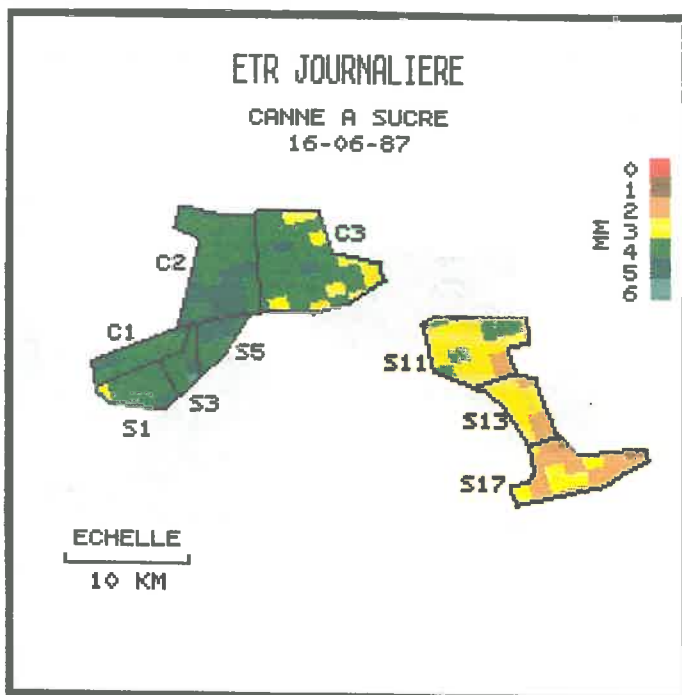 ETR JOURNALIERE
CANNE A SUCRE
16-06-87
0 1 2 3 4 5 6
MM
C3
C2
C1
S5
S3
S1
S11
S13
S17
ECHELLE
10 KM